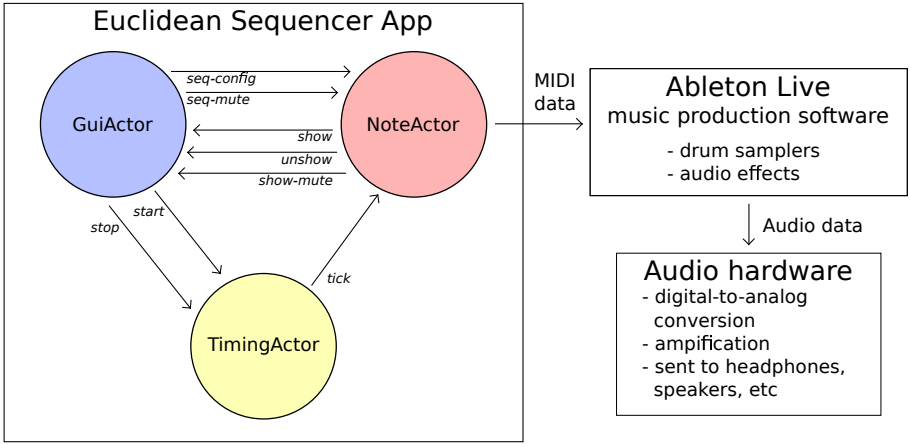 Euclidean Sequencer App
GuiActor
seq-config
seq-mute
show
unshow
show-mute
NoteActor
stop
start
tick
TimingActor
MIDI
data
Ableton Live
music production software
- drum samplers
- audio effects
Audio data
Audio hardware
- digital-to-analog
conversion
- ampification
- sent to headphones,
speakers, etc